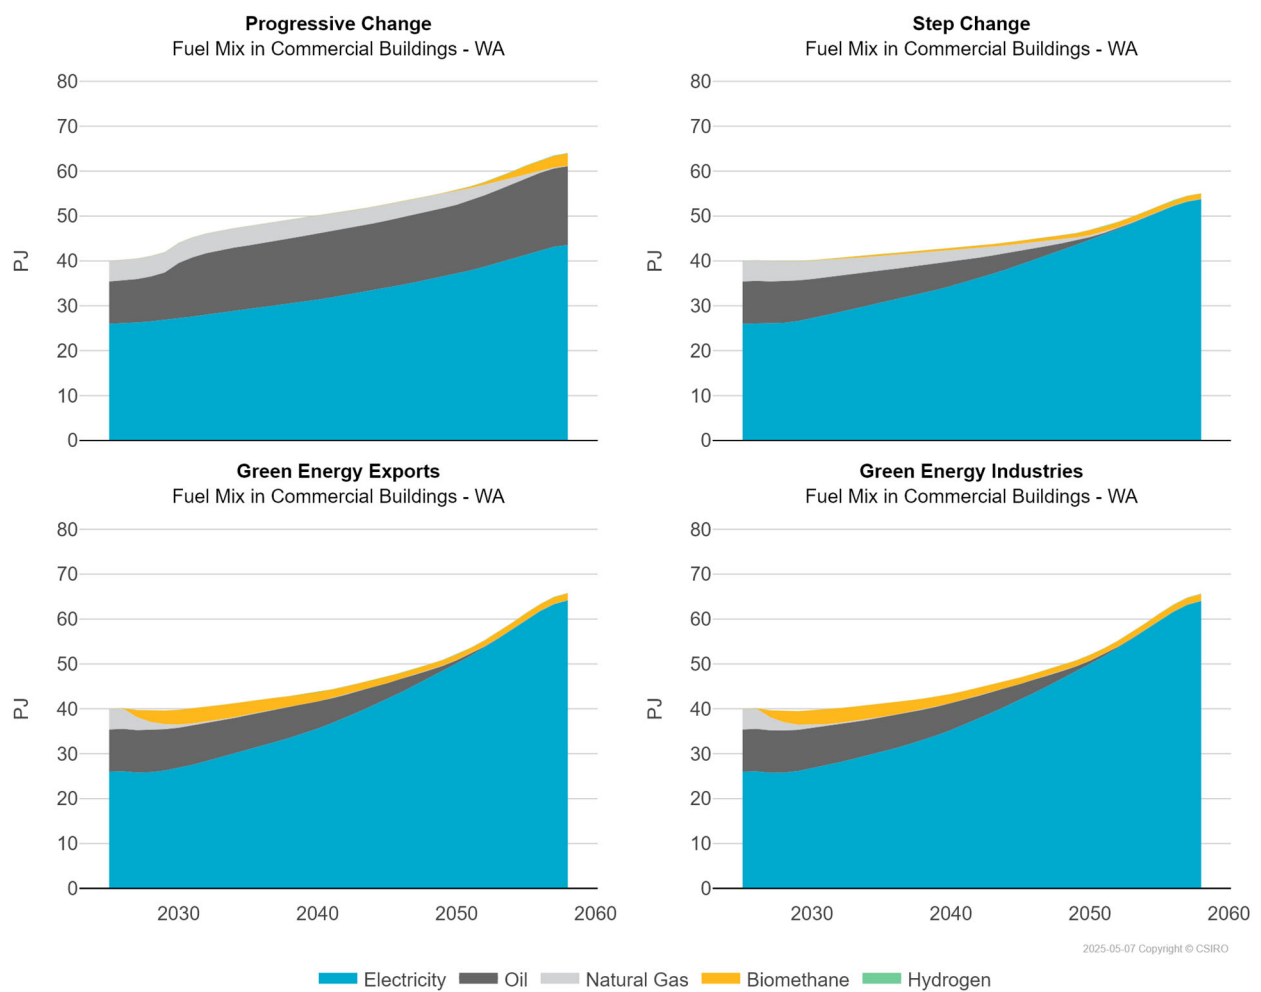 Progressive Change
Fuel Mix in Commercial Buildings - WA
80
70
60
50
40
30
20
10
0
PJ
Step Change
Fuel Mix in Commercial Buildings - WA
80
70
60
50
40
30
20
10
0
PJ
Green Energy Exports
Fuel Mix in Commercial Buildings - WA
80
70
60
50
40
30
20
10
0
PJ
2030 2040 2050 2060
Green Energy Industries
Fuel Mix in Commercial Buildings - WA
80
70
60
50
40
30
20
10
0
PJ
2030 2040 2050 2060
2025-05-07 Copyright © CSIRO
Electricity Oil Natural Gas Biomethane Hydrogen